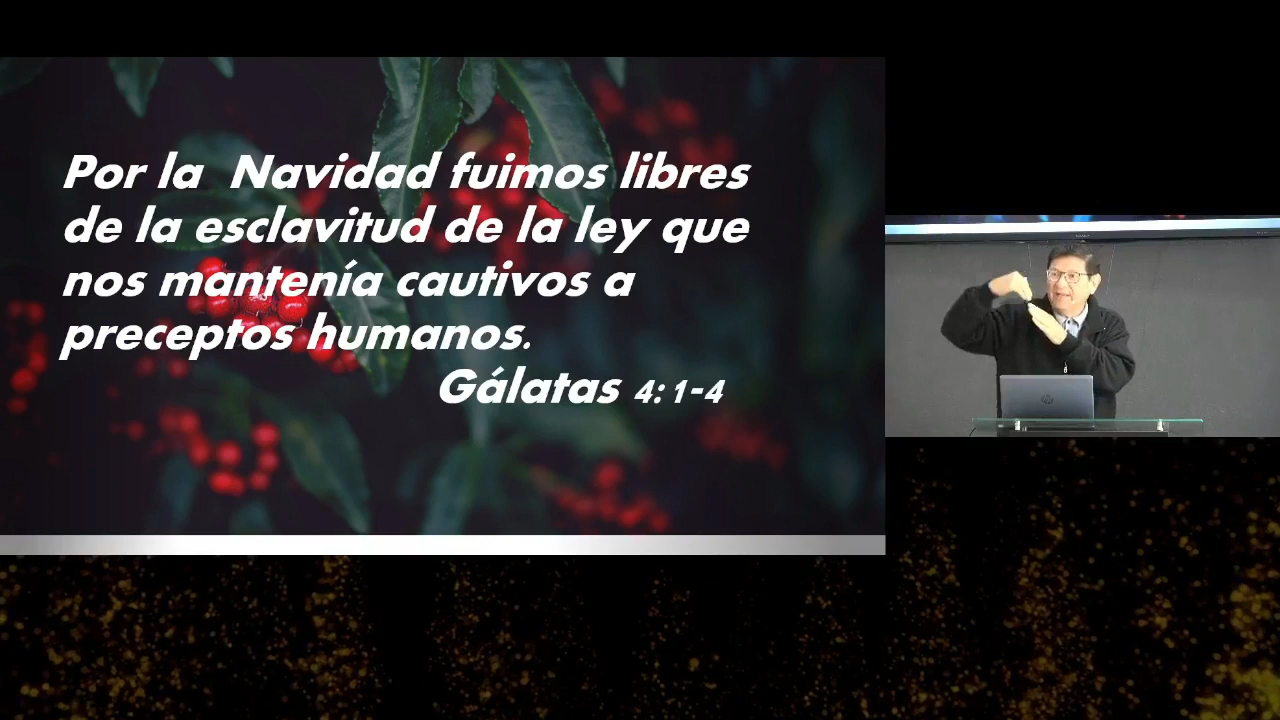 Por la Navidad fuimos libres
de la esclavitud de la ley que
nos mantenía cautivos a
preceptos humanos.
Gálatas 4: 1-4